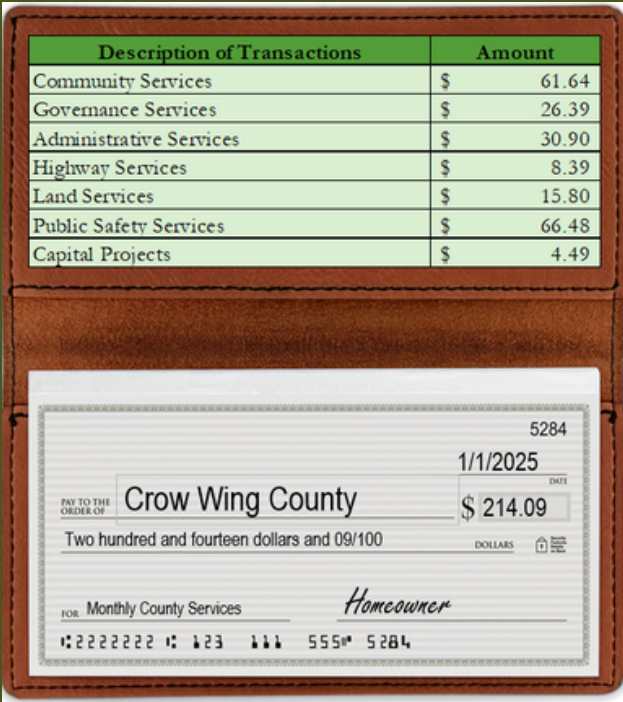 Description of Transactions Amount
Community Services $ 61.64
Governance Services $ 26.39
Administrative Services $ 30.90
Highway Services $ 8.39
Land Services $ 15.80
Public Safety Services $ 66.48
Capital Projects $ 4.49
5284
1/1/2025
DATE
PAY TO THE
ORDER OF Crow Wing County $ 214.09
Two hundred and fourteen dollars and 09/100 DOLLARS
FOR Monthly County Services Homeowner
⑆2222222 ⑆ 123 111 555⑈ 5284